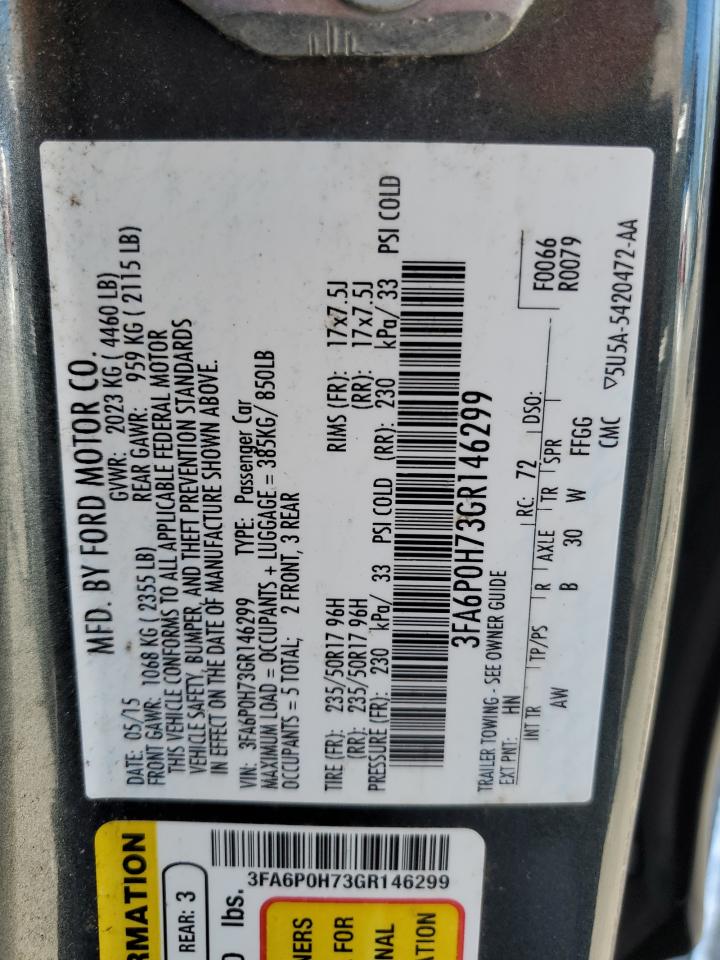 MFD. BY FORD MOTOR CO.
DATE: 05/15 GVWR: 2023 KG ( 4460 LB)
FRONT GAWR: 1068 KG ( 2355 LB) REAR GAWR: 959 KG ( 2115 LB)
THIS VEHICLE CONFORMS TO ALL APPLICABLE FEDERAL MOTOR
VEHICLE SAFETY, BUMPER, AND THEFT PREVENTION STANDARDS
IN EFFECT ON THE DATE OF MANUFACTURE SHOWN ABOVE.
VIN: 3FA6P0H73GR146299 TYPE: Passenger Car
MAXIMUM LOAD = OCCUPANTS + LUGGAGE = 385KG/ 850LB
OCCUPANTS = 5 TOTAL; 2 FRONT, 3 REAR
TIRE (FR): 235/50R17 96H RIMS (FR): 17x7.5J
(RR): 235/50R17 96H (RR): 17x7.5J
PRESSURE (FR): 230 kPa/ 33 PSI COLD (RR): 230 kPa/ 33 PSI COLD
3FA6P0H73GR146299
TRAILER TOWING - SEE OWNER GUIDE
EXT PNT: HN RC: 72 DSO: F0066
R0079
INT TR TP/PS R AXLE TR SPR
AW B 30 W FFGG
CMC ▽5U5A-5420472-AA
RMATION
REAR: 3
0 lbs.
3FA6P0H73GR146299
NERS
FOR
NAL
ATION